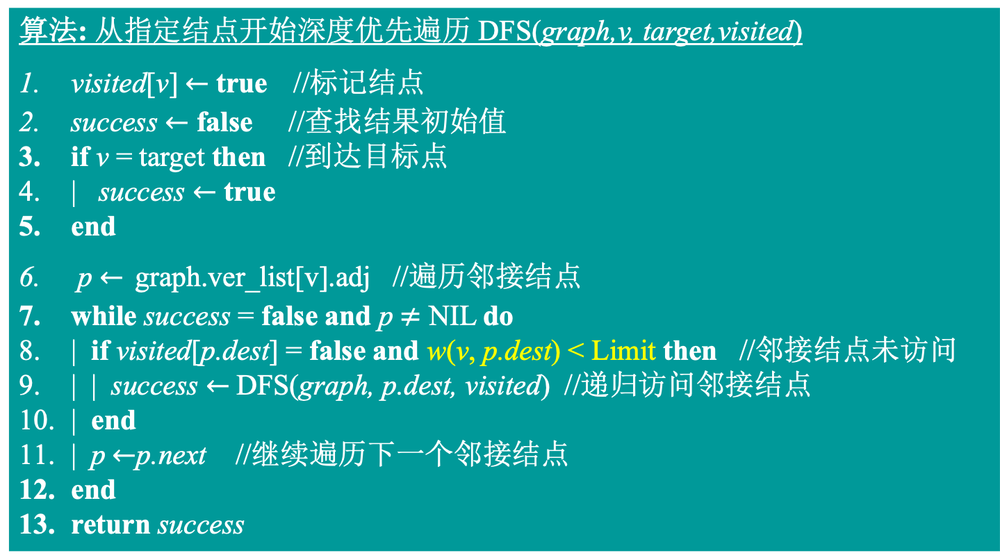 算法: 从指定结点开始深度优先遍历 DFS(graph,v, target,visited)
1. visited[v] ← true //标记结点
2. success ← false //查找结果初始值
3. if v = target then //到达目标点
4. | success ← true
5. end
6. p ← graph.ver_list[v].adj //遍历邻接结点
7. while success = false and p ≠ NIL do
8. | if visited[p.dest] = false and w(v, p.dest) < Limit then //邻接结点未访问
9. | | success ← DFS(graph, p.dest, visited) //递归访问邻接结点
10. | end
11. | p ←p.next //继续遍历下一个邻接结点
12. end
13. return success